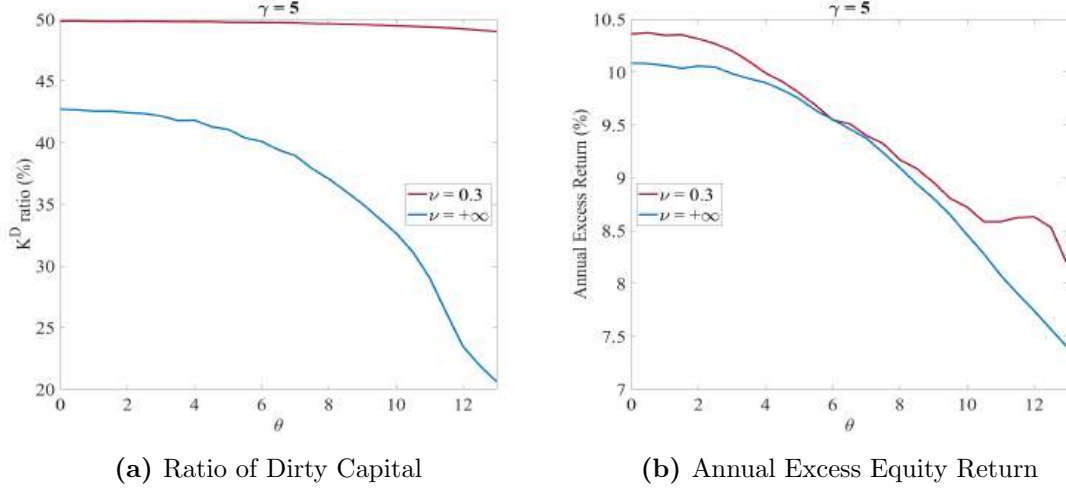 γ = 5
50
45
40
35
30
25
20
K^D ratio (%)
ν = 0.3
ν = +∞
0 2 4 6 8 10 12
θ
(a) Ratio of Dirty Capital
γ = 5
10.5
10
9.5
9
8.5
8
7.5
7
Annual Excess Return (%)
ν = 0.3
ν = +∞
0 2 4 6 8 10 12
θ
(b) Annual Excess Equity Return